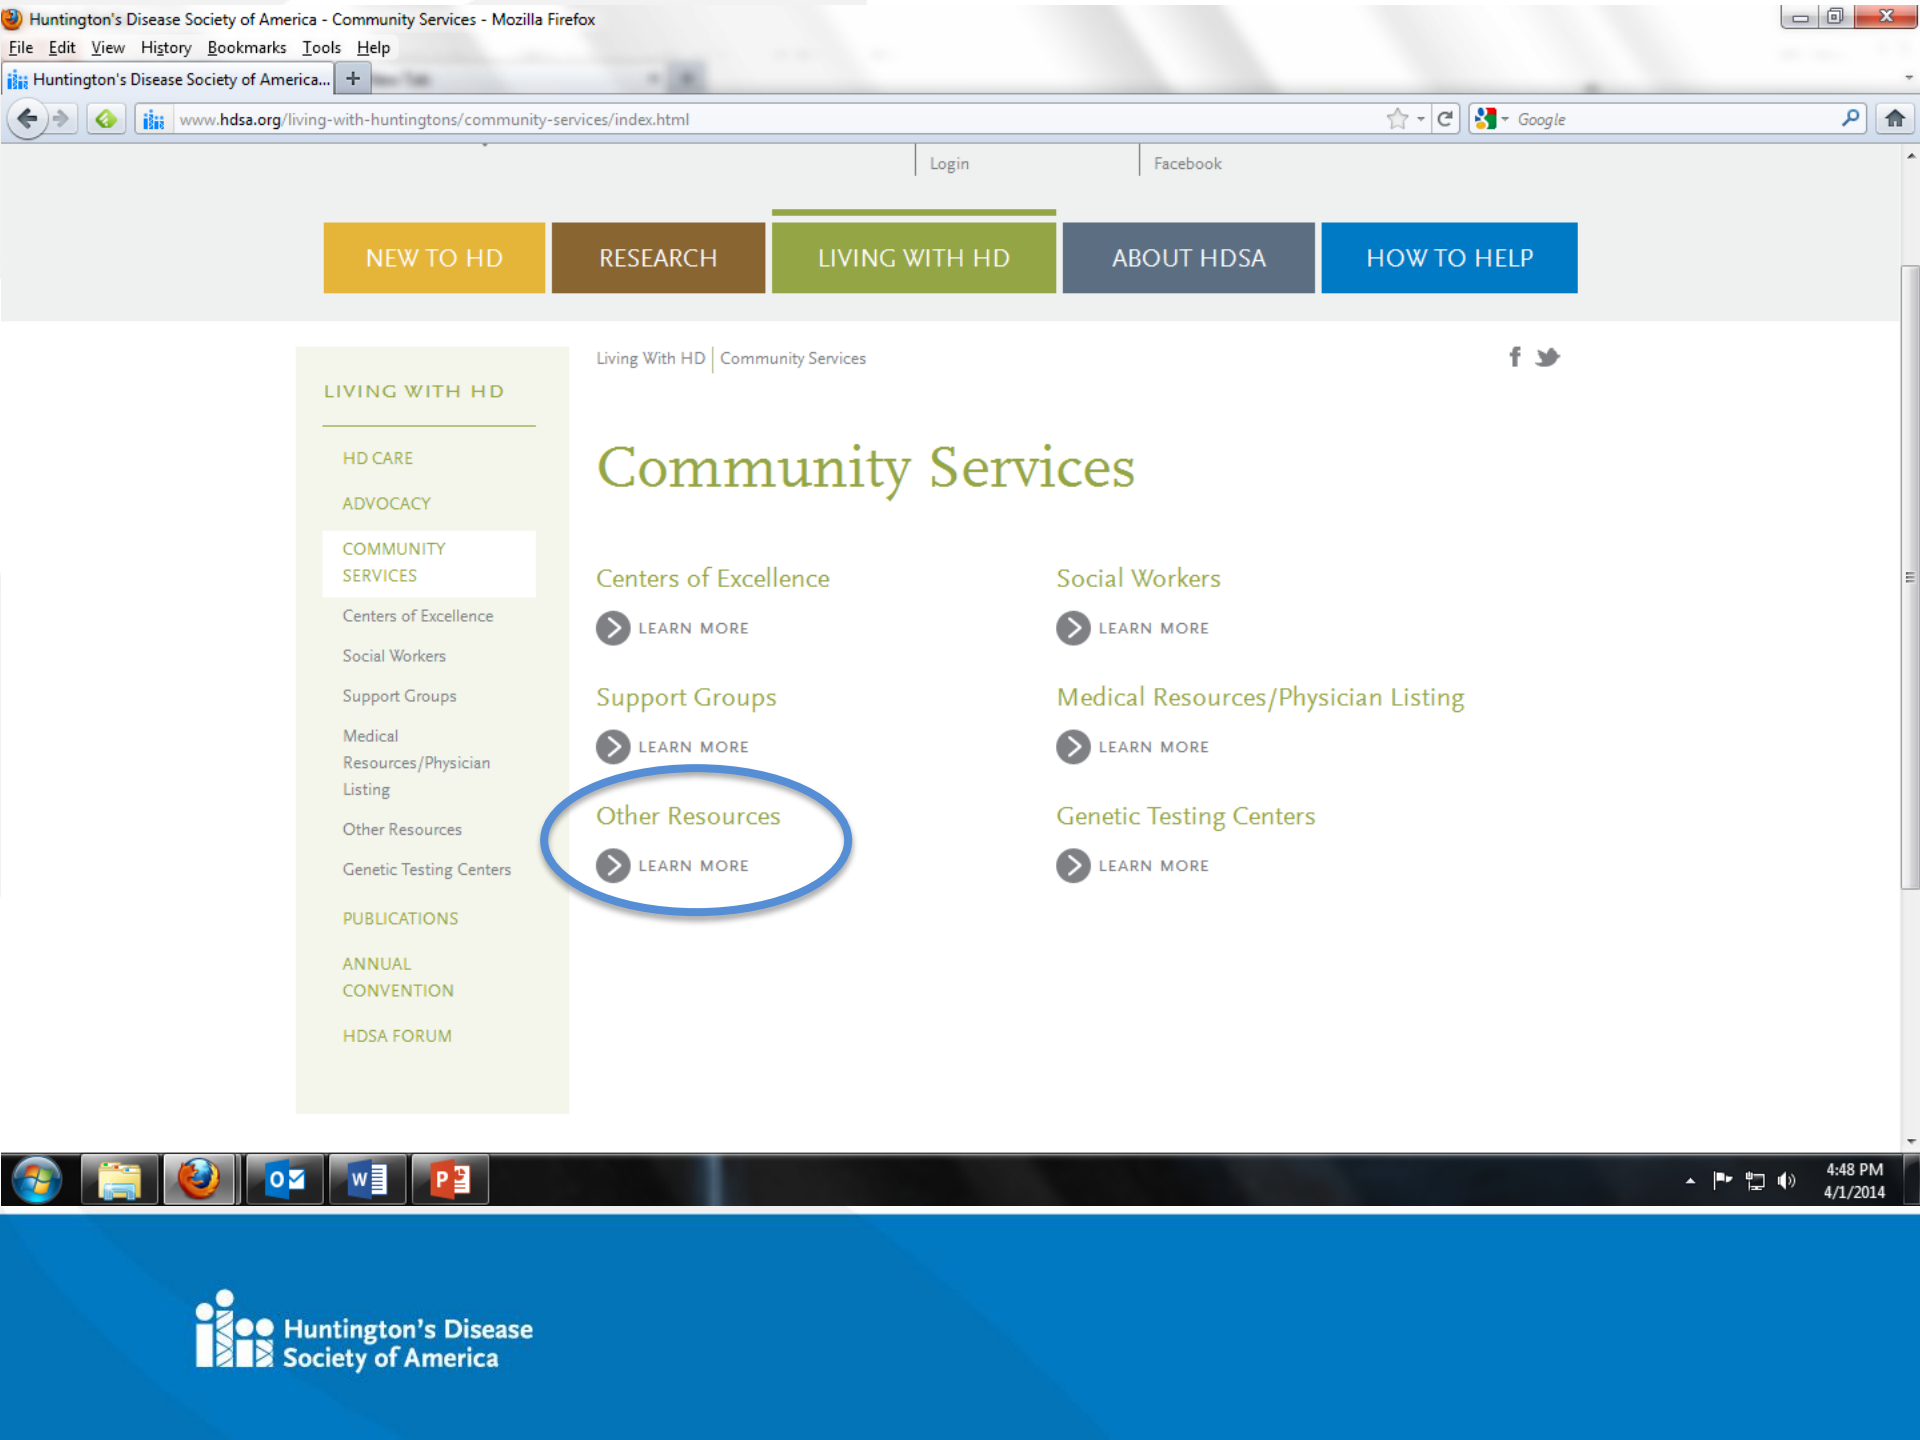 Huntington's Disease Society of America - Community Services - Mozilla Firefox
File Edit View History Bookmarks Tools Help
Huntington's Disease Society of America... +
www.hdsa.org/living-with-huntingtons/community-services/index.html
Google
Login
Facebook
NEW TO HD
RESEARCH
LIVING WITH HD
ABOUT HDSA
HOW TO HELP
Living With HD | Community Services
LIVING WITH HD
HD CARE
ADVOCACY
COMMUNITY
SERVICES
Centers of Excellence
Social Workers
Support Groups
Medical
Resources/Physician
Listing
Other Resources
Genetic Testing Centers
PUBLICATIONS
ANNUAL
CONVENTION
HDSA FORUM
Community Services
Centers of Excellence
LEARN MORE
Social Workers
LEARN MORE
Support Groups
LEARN MORE
Medical Resources/Physician Listing
LEARN MORE
Other Resources
LEARN MORE
Genetic Testing Centers
LEARN MORE
4:48 PM
4/1/2014
Huntington's Disease
Society of America